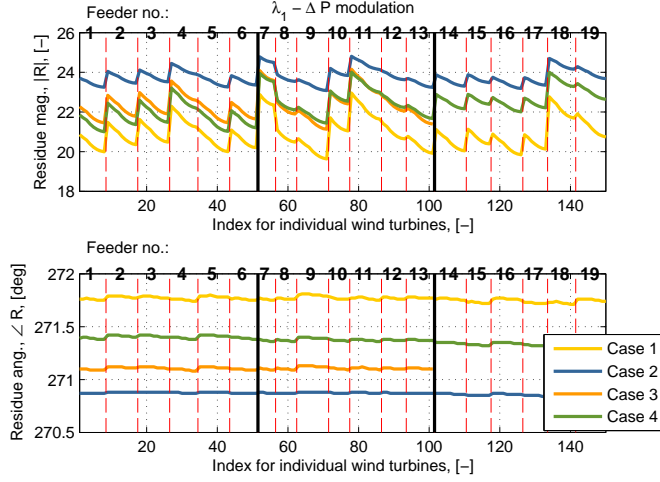 Feeder no.:
λ1 − Δ P modulation
26
24
22
20
18
1 2 3 4 5 6 7 8 9 10 11 12 13 14 15 16 17 18 19
Residue mag., |R|, [−]
20 40 60 80 100 120 140
Index for individual wind turbines, [−]
Feeder no.:
272
271.5
271
270.5
1 2 3 4 5 6 7 8 9 10 11 12 13 14 15 16 17 18 19
Residue ang., ∠ R, [deg]
Case 1
Case 2
Case 3
Case 4
20 40 60 80 100 120 140
Index for individual wind turbines, [−]